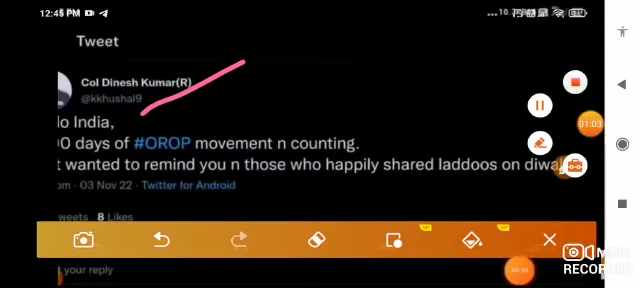 12:45 PM
Tweet
Col Dinesh Kumar(R)
@kkhushal9
lo India,
00 days of #OROP movement n counting.
t wanted to remind you n those who happily shared laddoos on diwa
pm · 03 Nov 22 · Twitter for Android
weets 8 Likes
t your reply
01:03
RECORDER